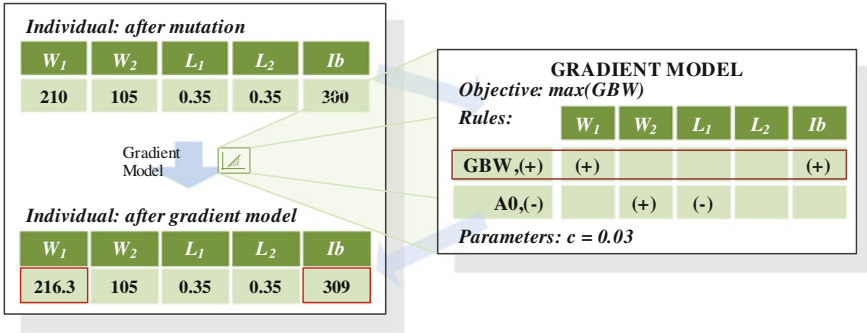 Individual: after mutation
W1 W2 L1 L2 Ib
210 105 0.35 0.35 300
Gradient
Model
Individual: after gradient model
W1 W2 L1 L2 Ib
216.3 105 0.35 0.35 309
GRADIENT MODEL
Objective: max(GBW)
Rules:
W1 W2 L1 L2 Ib
GBW,(+) (+) (+)
A0,(-) (+) (-)
Parameters: c = 0.03